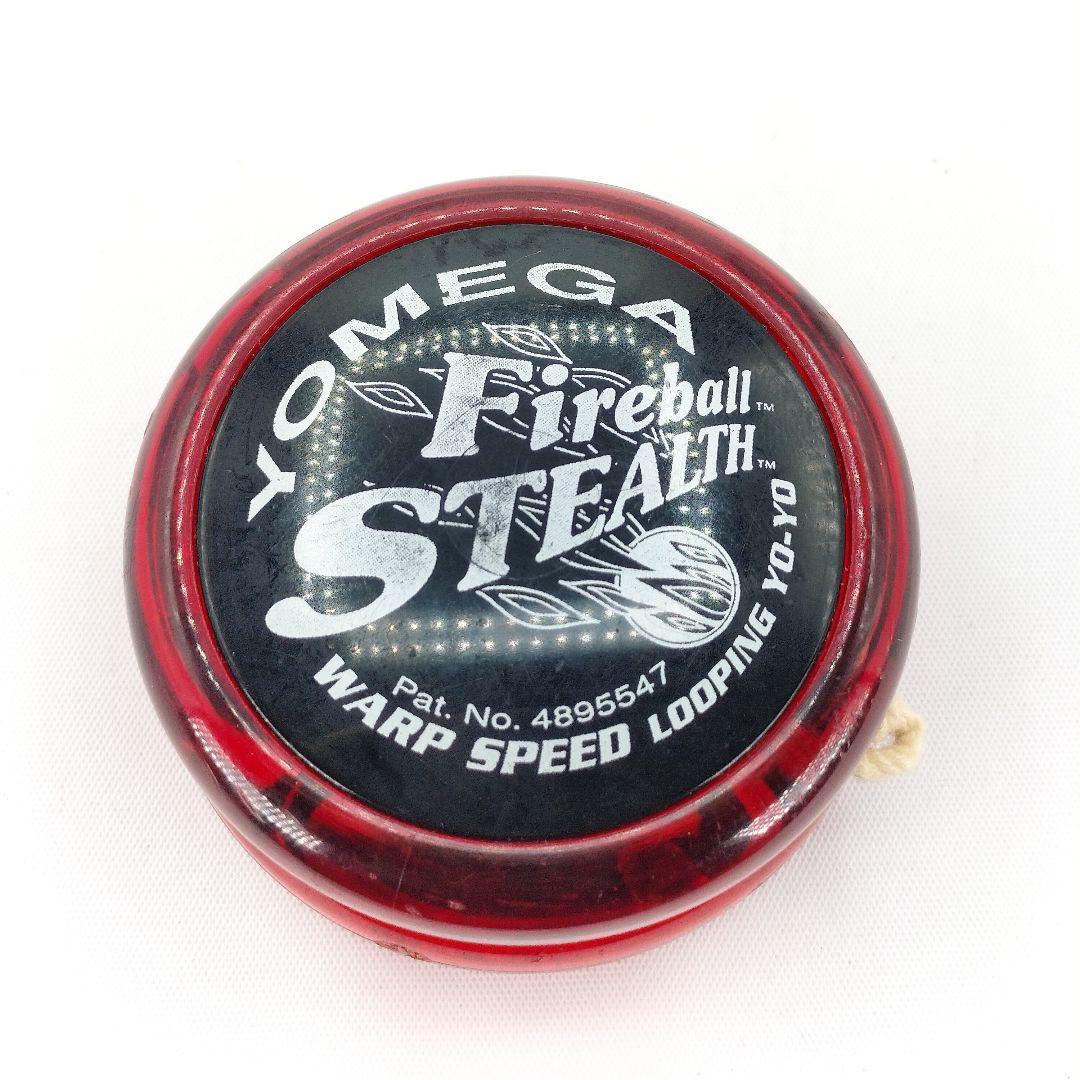 YOMEGA
Fireball™
STEALTH™
Pat. No. 4895547
WARP SPEED LOOPING YO-YO